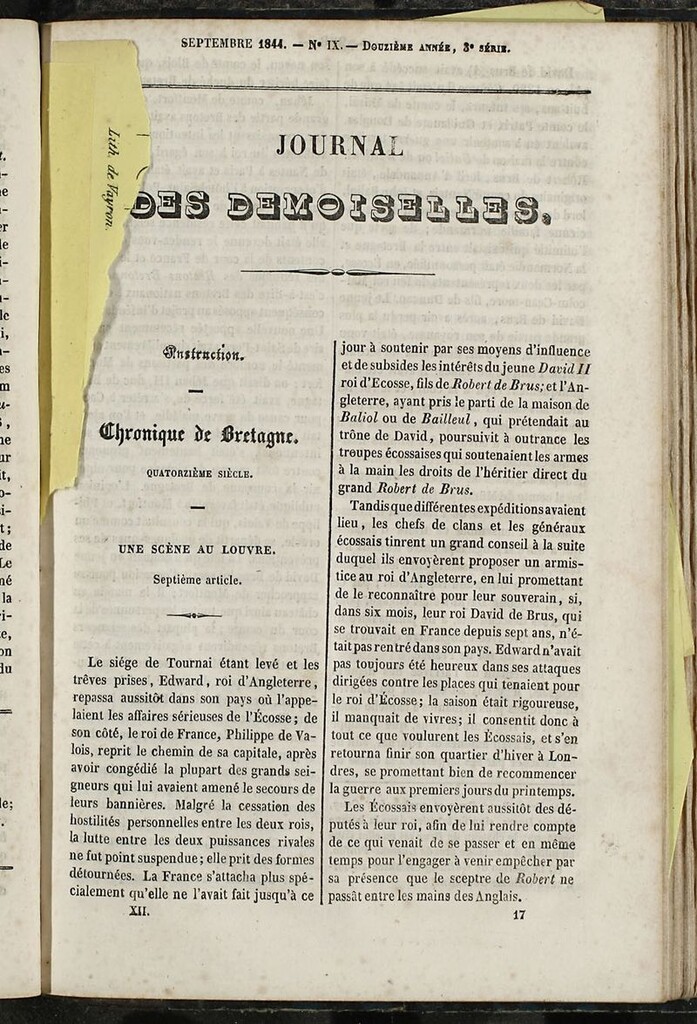 SEPTEMBRE 1844. — No IX. — DOUZIÈME ANNÉE, 3e SÉRIE.
Lith. de Fayron.
JOURNAL
DES DEMOISELLES.
Instruction.
—
Chronique de Bretagne.
QUATORZIÈME SIÈCLE.
—
UNE SCÈNE AU LOUVRE.
Septième article.
Le siége de Tournai étant levé et les
trêves prises, Edward, roi d'Angleterre,
repassa aussitôt dans son pays où l'appe-
laient les affaires sérieuses de l'Écosse; de
son côté, le roi de France, Philippe de Va-
lois, reprit le chemin de sa capitale, après
avoir congédié la plupart des grands sei-
gneurs qui lui avaient amené le secours de
leurs bannières. Malgré la cessation des
hostilités personnelles entre les deux rois,
la lutte entre les deux puissances rivales
ne fut point suspendue; elle prit des formes
détournées. La France s'attacha plus spé-
cialement qu'elle ne l'avait fait jusqu'à ce
XII.
jour à soutenir par ses moyens d'influence
et de subsides les intérêts du jeune David II
roi d'Ecosse, fils de Robert de Brus; et l'An-
gleterre, ayant pris le parti de la maison de
Baliol ou de Bailleul, qui prétendait au
trône de David, poursuivit à outrance les
troupes écossaises qui soutenaient les armes
à la main les droits de l'héritier direct du
grand Robert de Brus.
Tandis que différentes expéditions avaient
lieu, les chefs de clans et les généraux
écossais tinrent un grand conseil à la suite
duquel ils envoyèrent proposer un armis-
tice au roi d'Angleterre, en lui promettant
de le reconnaître pour leur souverain, si,
dans six mois, leur roi David de Brus, qui
se trouvait en France depuis sept ans, n'é-
tait pas rentré dans son pays. Edward n'avait
pas toujours été heureux dans ses attaques
dirigées contre les places qui tenaient pour
le roi d'Écosse; la saison était rigoureuse,
il manquait de vivres; il consentit donc à
tout ce que voulurent les Écossais, et s'en
retourna finir son quartier d'hiver à Lon-
dres, se promettant bien de recommencer
la guerre aux premiers jours du printemps.
Les Écossais envoyèrent aussitôt des dé-
putés à leur roi, afin de lui rendre compte
de ce qui venait de se passer et en même
temps pour l'engager à venir empêcher par
sa présence que le sceptre de Robert ne
passât entre les mains des Anglais.
17